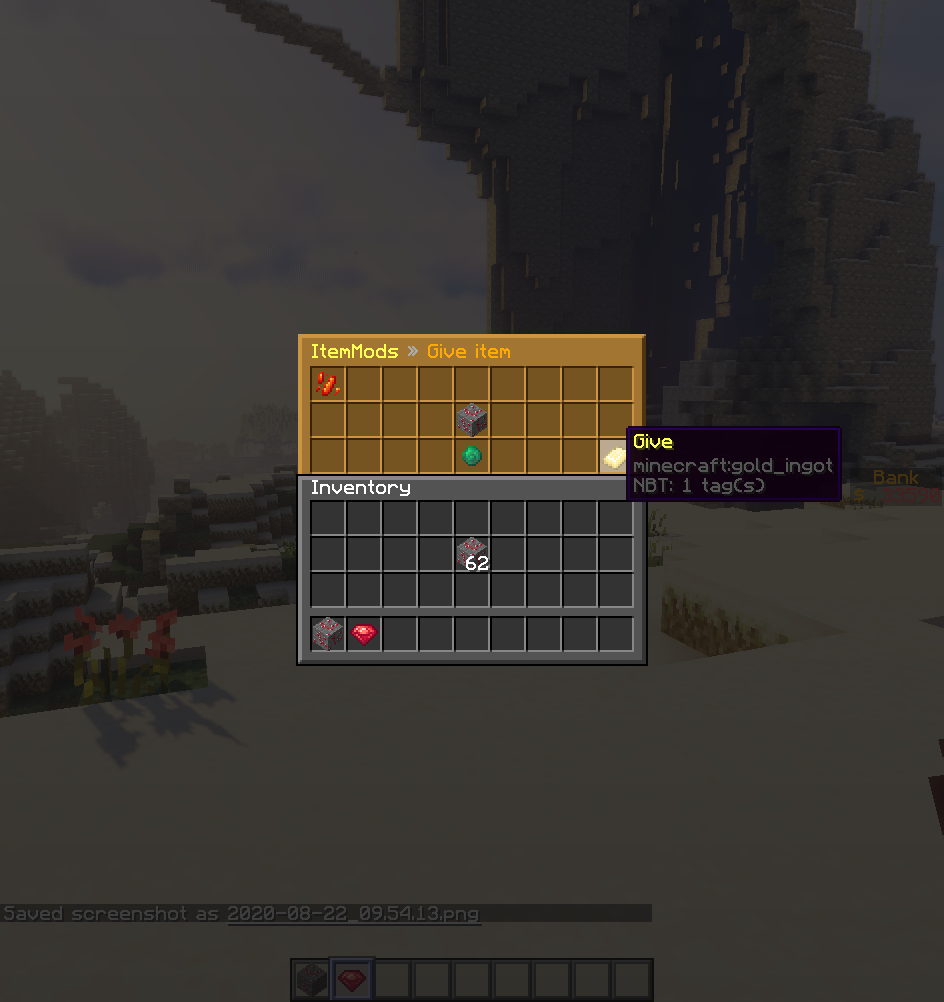 ItemMods » Give item
Give
minecraft:gold_ingot
NBT: 1 tag(s)
Inventory
Bank
$
62
Saved screenshot as 2020-08-22_09.54.13.png